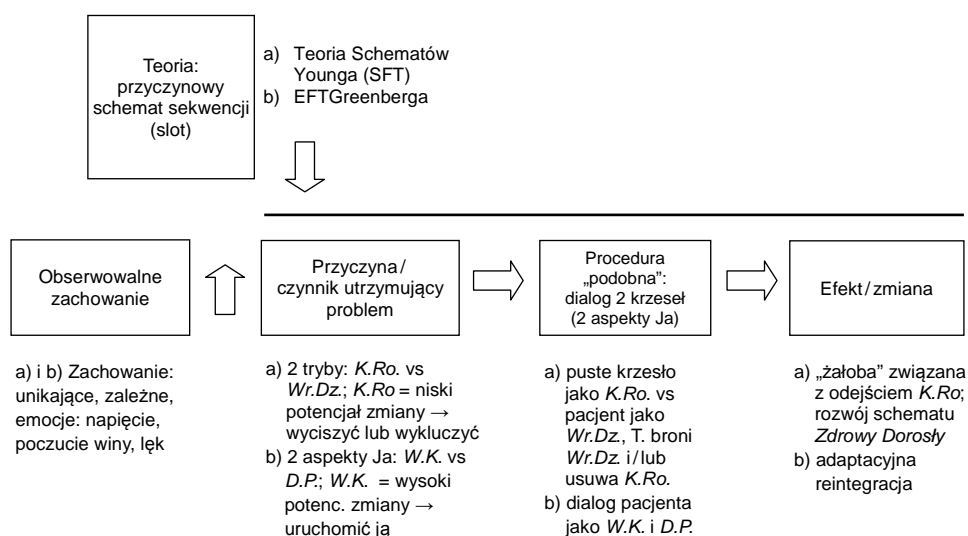 Teoria:
przyczynowy
schemat sekwencji
(slot)
a) Teoria Schematów
Younga (SFT)
b) EFTGreenberga
Obserwowalne
zachowanie
Przyczyna/
czynnik utrzymujący
problem
Procedura
„podobna”:
dialog 2 krzeseł
(2 aspekty Ja)
Efekt/zmiana
a) i b) Zachowanie:
unikające, zależne,
emocje: napięcie,
poczucie winy, lęk
a) 2 tryby: K.Ro. vs
Wr.Dz.; K.Ro = niski
potencjał zmiany →
wyciszyć lub wykluczyć
b) 2 aspekty Ja: W.K. vs
D.P.; W.K. = wysoki
potenc. zmiany →
uruchomić ją
a) puste krzesło
jako K.Ro. vs
pacjent jako
Wr.Dz., T. broni
Wr.Dz. i/lub
usuwa K.Ro.
b) dialog pacjenta
jako W.K. i D.P.
a) „żałoba” związana
z odejściem K.Ro;
rozwój schematu
Zdrowy Dorosły
b) adaptacyjna
reintegracja